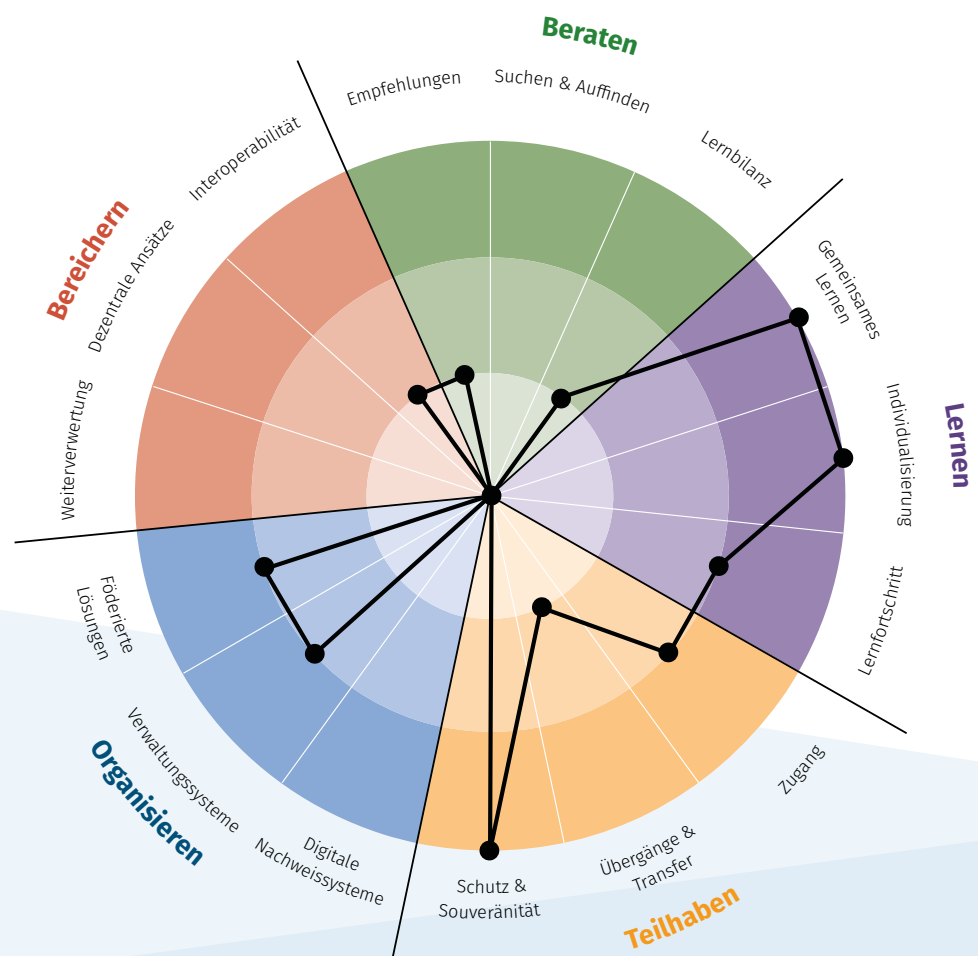 Beraten
Empfehlungen
Suchen & Auffinden
Lernbilanz
Lernen
Gemeinsames
Lernen
Individualisierung
Lernfortschritt
Teilhaben
Zugang
Übergänge &
Transfer
Schutz &
Souveränität
Organisieren
Digitale
Nachweissysteme
Verwaltungssysteme
Föderierte
Lösungen
Bereichern
Weiterverwertung
Dezentrale Ansätze
Interoperabilität